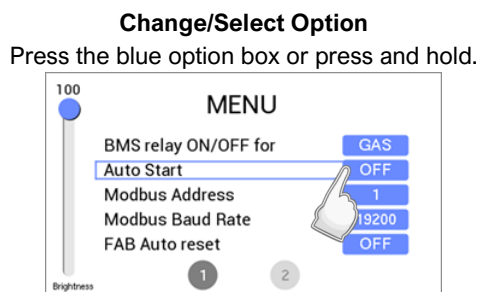 Change/Select Option
Press the blue option box or press and hold.
100
MENU
BMS relay ON/OFF for GAS
Auto Start OFF
Modbus Address 1
Modbus Baud Rate 19200
FAB Auto reset OFF
1 2
Brightness